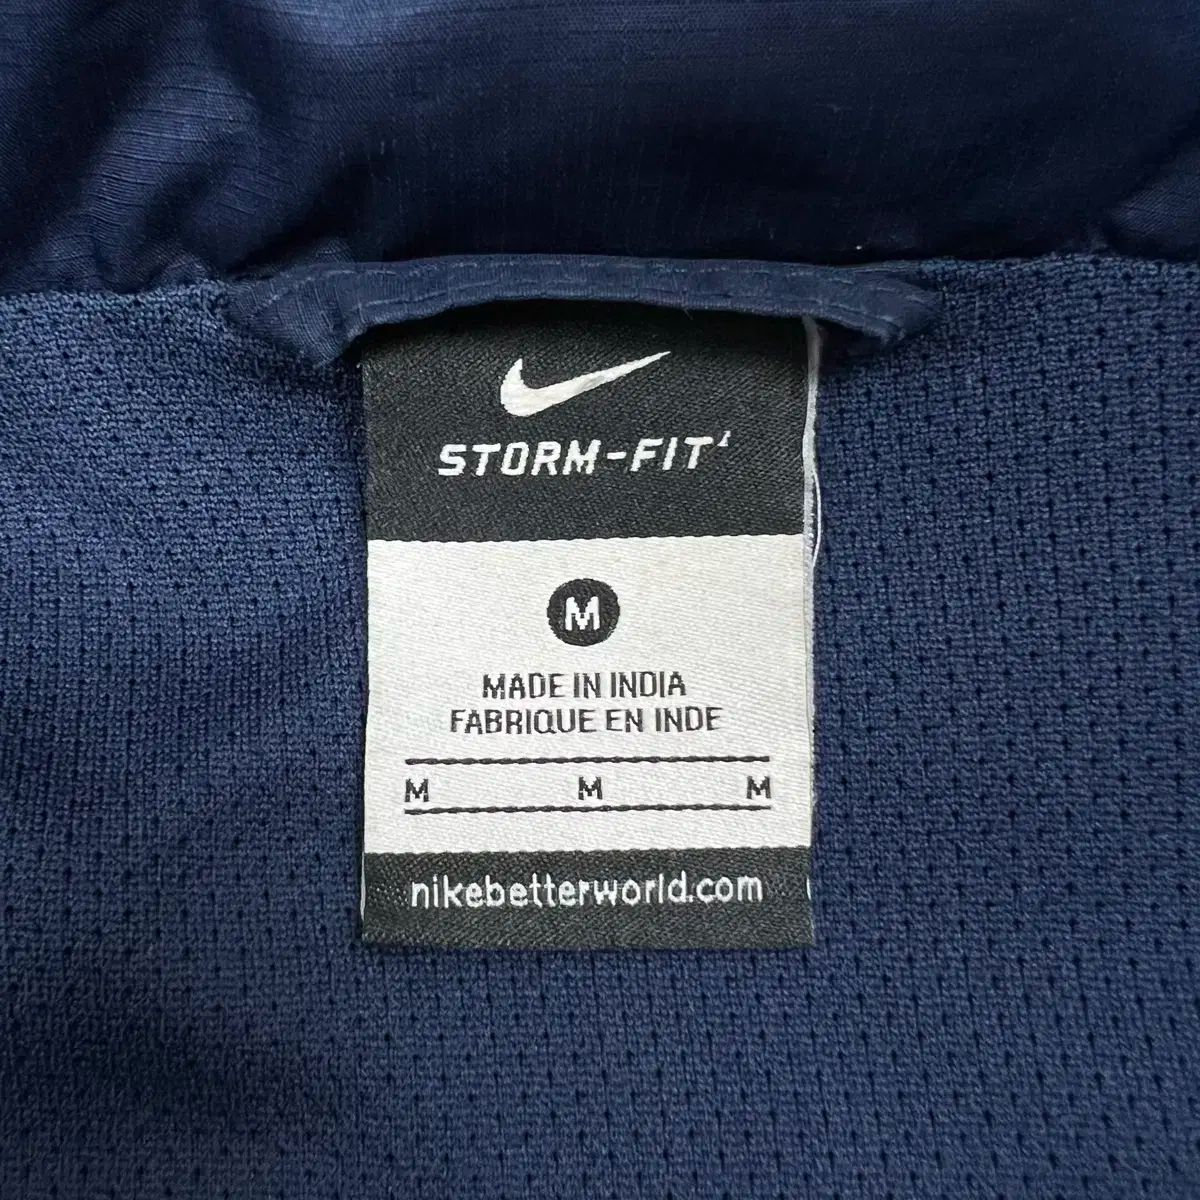 STORM-FIT
M
MADE IN INDIA
FABRIQUE EN INDE
M M M
nikebetterworld.com